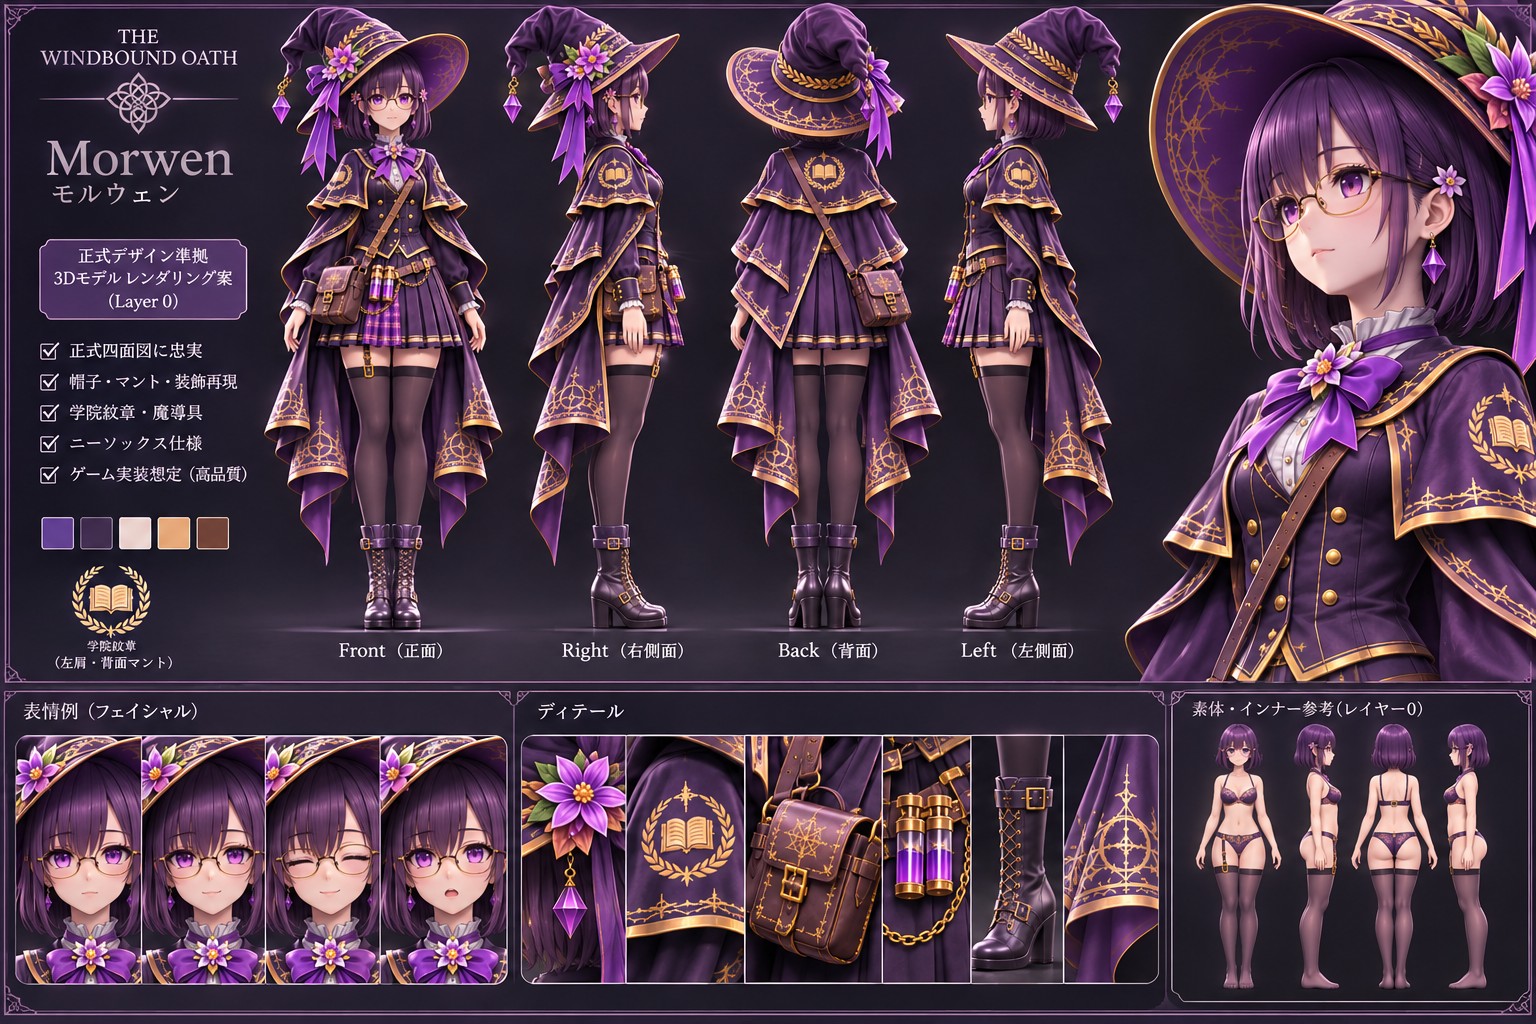 THE
WINDBOUND OATH
Morwen
モルウェン
正式デザイン準拠
3Dモデルレンダリング案
(Layer 0)
正式四面図に忠実
帽子・マント・装飾再現
学院紋章・魔導具
ニーソックス仕様
ゲーム実装想定(高品質)
学院紋章
(左肩・背面マント)
Front(正面)
Right(右側面)
Back(背面)
Left(左側面)
表情例(フェイシャル)
ディテール
素体・インナー参考(レイヤー0)